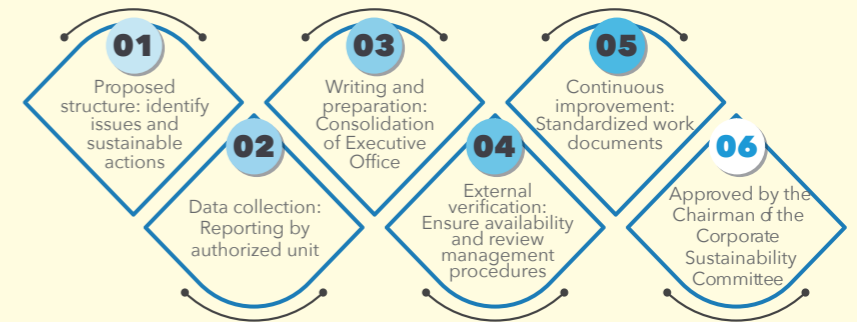 01
Proposed
structure: identify
issues and
sustainable
actions
02
Data collection:
Reporting by
authorized unit
03
Writing and
preparation:
Consolidation
of Executive
Office
04
External
verification:
Ensure availability
and review
management
procedures
05
Continuous
improvement:
Standardized work
documents
06
Approved by the
Chairman of the
Corporate
Sustainability
Committee